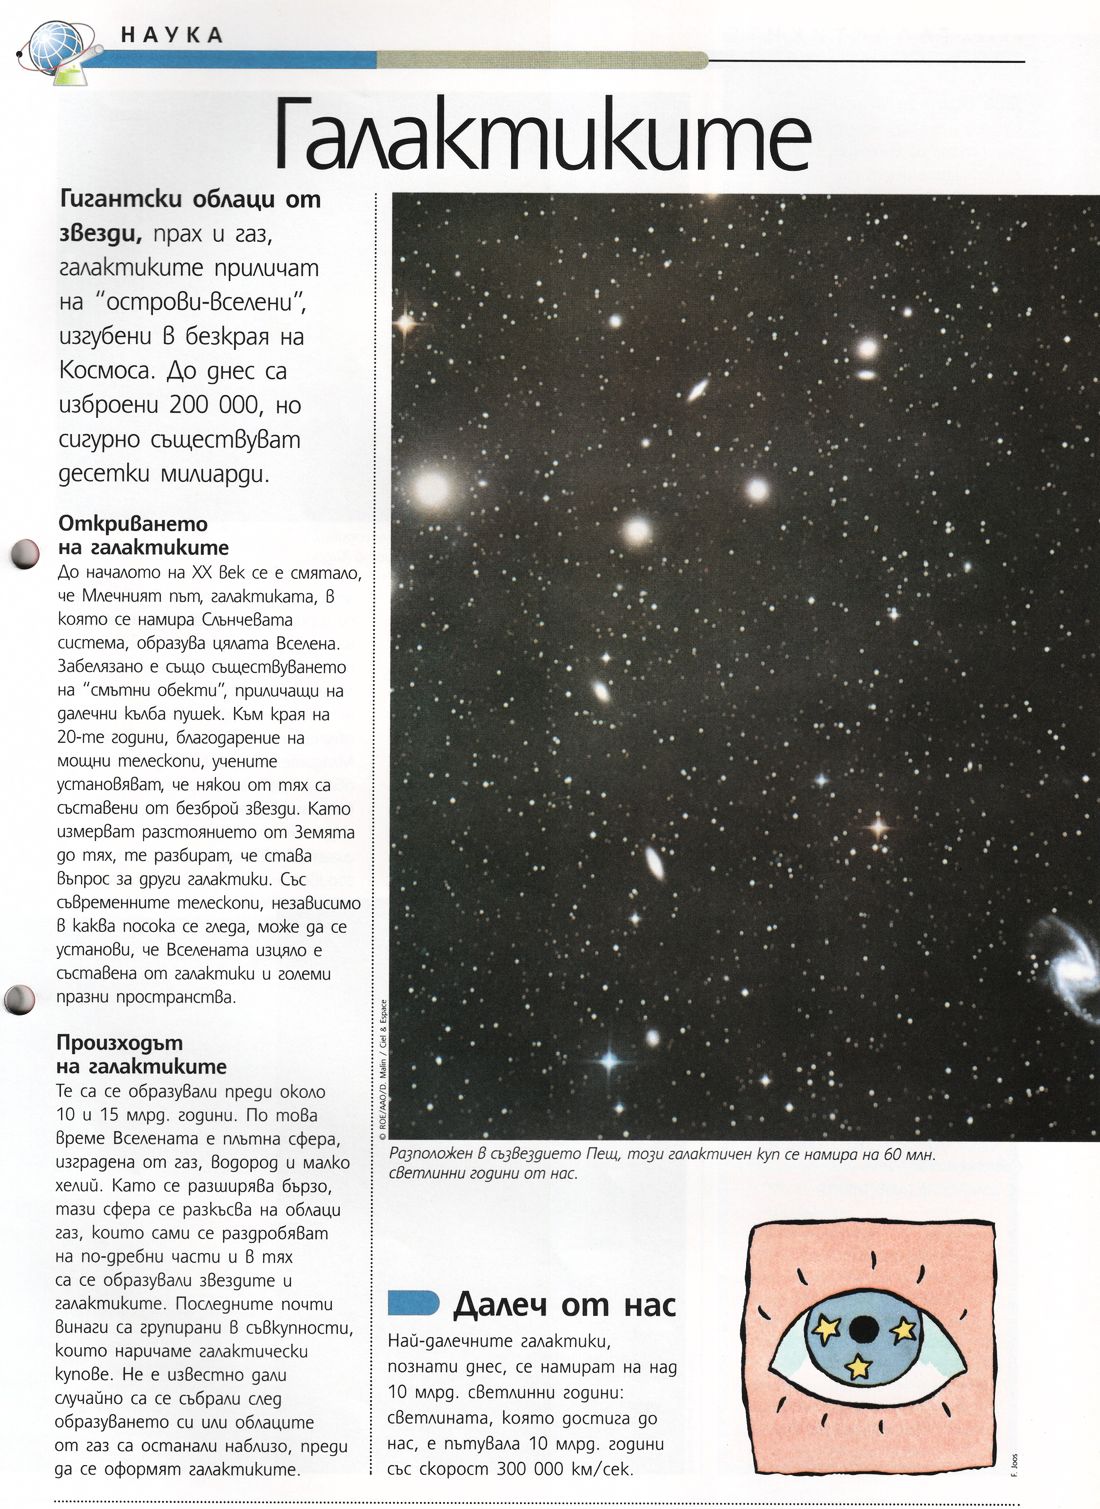 НАУКА
Галактиките
Гигантски облаци от
звезди, прах и газ,
галактиките приличат
на “острови-вселени”,
изгубени в безкрая на
Космоса. До днес са
изброени 200 000, но
сигурно съществуват
десетки милиарди.
Откриването
на галактиките
До началото на XX век се е смятало,
че Млечният път, галактиката, в
която се намира Слънчевата
система, образува цялата Вселена.
Забелязано е също съществуването
на “смътни обекти”, приличащи на
далечни кълба пушек. Към края на
20-те години, благодарение на
мощни телескопи, учените
установяват, че някои от тях са
съставени от безброй звезди. Като
измерват разстоянието от Земята
до тях, те разбират, че става
въпрос за други галактики. Със
съвременните телескопи, независимо
в каква посока се гледа, може да се
установи, че Вселената изцяло е
съставена от галактики и големи
празни пространства.
Произходът
на галактиките
Те са се образували преди около
10 и 15 млрд. години. По това
време Вселената е плътна сфера,
изградена от газ, водород и малко
хелий. Като се разширява бързо,
тази сфера се разкъсва на облаци
газ, които сами се раздробяват
на по-дребни части и в тях
са се образували звездите и
галактиките. Последните почти
винаги са групирани в съвкупности,
които наричаме галактически
купове. Не е известно дали
случайно са се събрали след
образуването си или облаците
от газ са останали наблизо, преди
да се оформят галактиките.
© ROE/AAO/D. Malin / Ciel & Espace
Разположен в съзвездието Пещ, този галактичен куп се намира на 60 млн.
светлинни години от нас.
Далеч от нас
Най-далечните галактики,
познати днес, се намират на над
10 млрд. светлинни години:
светлината, която достига до
нас, е пътувала 10 млрд. години
със скорост 300 000 км/сек.
F. Joos